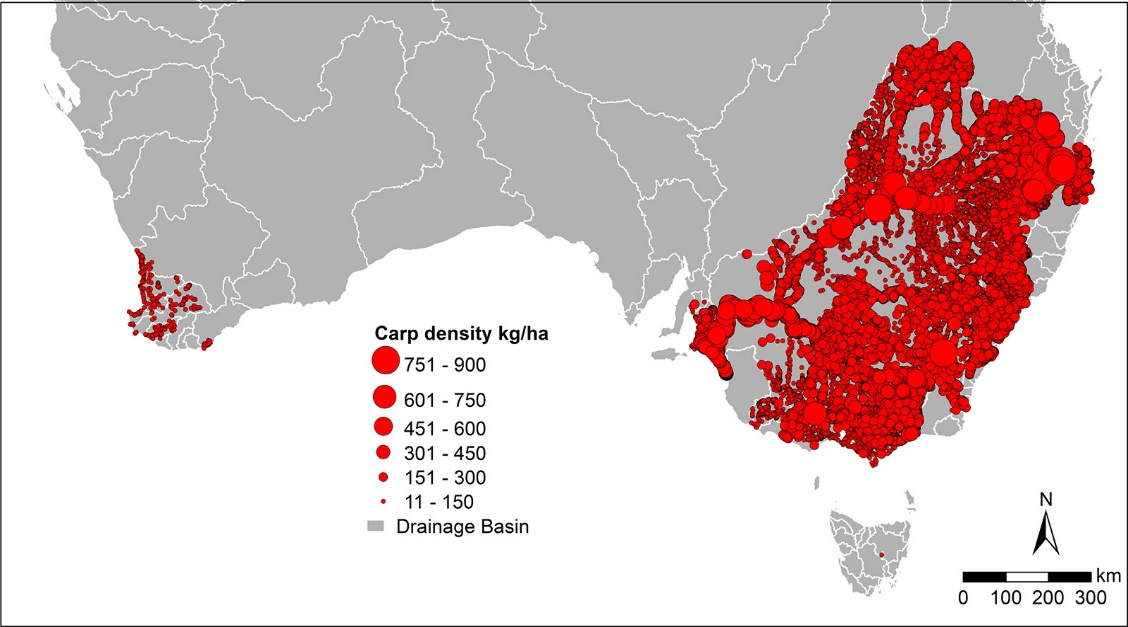 Carp density kg/ha
751 - 900
601 - 750
451 - 600
301 - 450
151 - 300
11 - 150
Drainage Basin
N
km
0 100 200 300